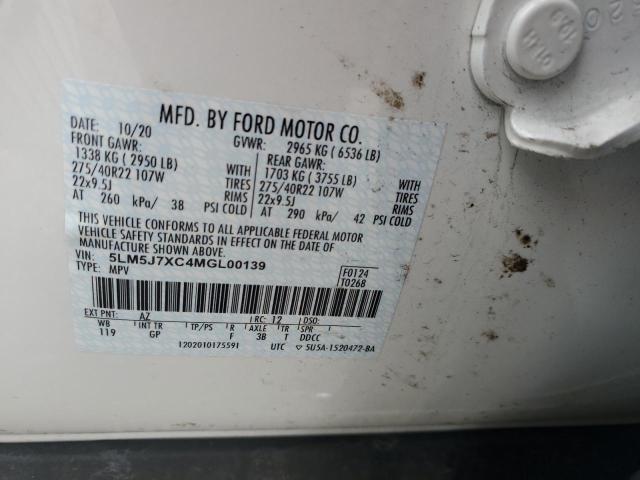 MFD. BY FORD MOTOR CO.
DATE: 10/20 GVWR: 2965 KG ( 6536 LB)
FRONT GAWR: REAR GAWR:
1338 KG ( 2950 LB) WITH 1703 KG ( 3755 LB) WITH
275/40R22 107W TIRES 275/40R22 107W TIRES
22x9.5J RIMS 22x9.5J RIMS
AT 260 kPa/ 38 PSI COLD AT 290 kPa/ 42 PSI COLD
THIS VEHICLE CONFORMS TO ALL APPLICABLE FEDERAL MOTOR
VEHICLE SAFETY STANDARDS IN EFFECT ON THE DATE OF
MANUFACTURE SHOWN ABOVE.
VIN: 5LM5J7XC4MGL00139
TYPE: MPV
F0124
T0268
EXT PNT: AZ RC: 12 DSO:
WB INT TR TP/PS R AXLE TR SPR
119 GP F 3B T DDCC
1202010175591 UTC 5U5A-1520472-BA